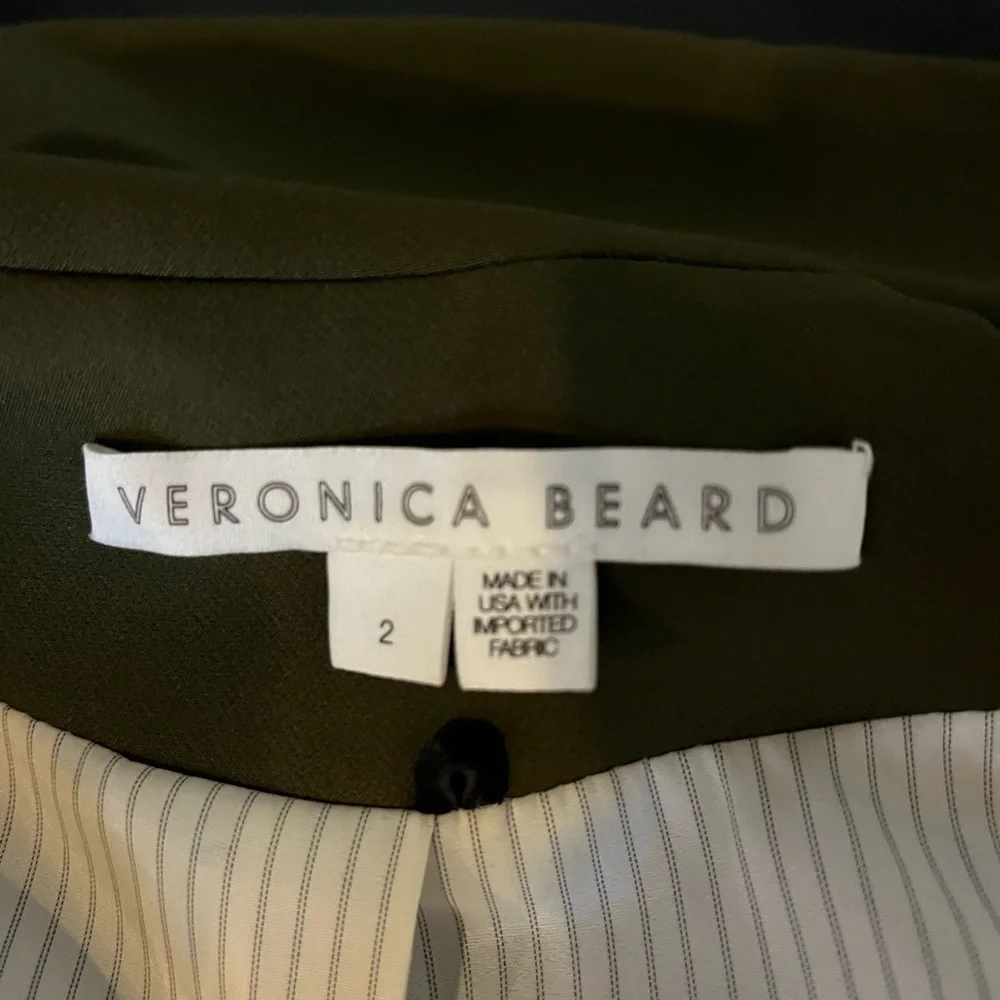 VERONICA BEARD
2
MADE IN
USA WITH
IMPORTED
FABRIC